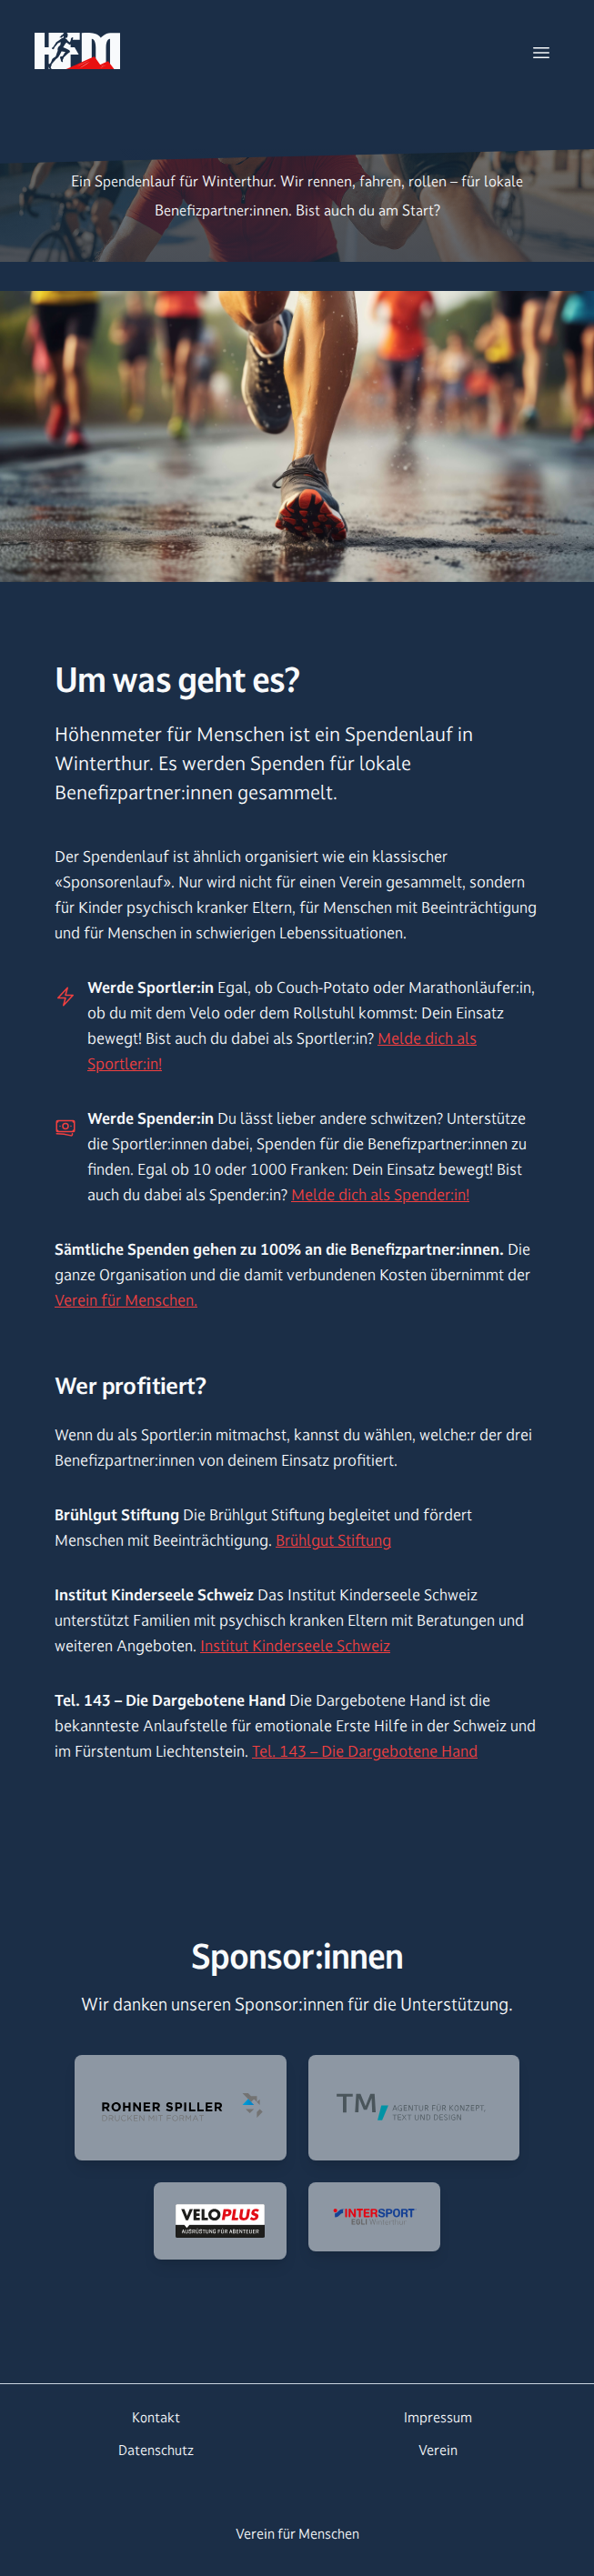 HFM
Ein Spendenlauf für Winterthur. Wir rennen, fahren, rollen – für lokale
Benefizpartner:innen. Bist auch du am Start?
Um was geht es?
Höhenmeter für Menschen ist ein Spendenlauf in
Winterthur. Es werden Spenden für lokale
Benefizpartner:innen gesammelt.
Der Spendenlauf ist ähnlich organisiert wie ein klassischer
«Sponsorenlauf». Nur wird nicht für einen Verein gesammelt, sondern
für Kinder psychisch kranker Eltern, für Menschen mit Beeinträchtigung
und für Menschen in schwierigen Lebenssituationen.
Werde Sportler:in Egal, ob Couch-Potato oder Marathonläufer:in,
ob du mit dem Velo oder dem Rollstuhl kommst: Dein Einsatz
bewegt! Bist auch du dabei als Sportler:in? Melde dich als
Sportler:in!
Werde Spender:in Du lässt lieber andere schwitzen? Unterstütze
die Sportler:innen dabei, Spenden für die Benefizpartner:innen zu
finden. Egal ob 10 oder 1000 Franken: Dein Einsatz bewegt! Bist
auch du dabei als Spender:in? Melde dich als Spender:in!
Sämtliche Spenden gehen zu 100% an die Benefizpartner:innen. Die
ganze Organisation und die damit verbundenen Kosten übernimmt der
Verein für Menschen.
Wer profitiert?
Wenn du als Sportler:in mitmachst, kannst du wählen, welche:r der drei
Benefizpartner:innen von deinem Einsatz profitiert.
Brühlgut Stiftung Die Brühlgut Stiftung begleitet und fördert
Menschen mit Beeinträchtigung. Brühlgut Stiftung
Institut Kinderseele Schweiz Das Institut Kinderseele Schweiz
unterstützt Familien mit psychisch kranken Eltern mit Beratungen und
weiteren Angeboten. Institut Kinderseele Schweiz
Tel. 143 – Die Dargebotene Hand Die Dargebotene Hand ist die
bekannteste Anlaufstelle für emotionale Erste Hilfe in der Schweiz und
im Fürstentum Liechtenstein. Tel. 143 – Die Dargebotene Hand
Sponsor:innen
Wir danken unseren Sponsor:innen für die Unterstützung.
ROHNER SPILLER
DRUCKEN MIT FORMAT
TM, AGENTUR FÜR KONZEPT,
TEXT UND DESIGN
VELOPLUS
AUSRÜSTUNG FÜR ABENTEUER
INTERSPORT
EGLI Winterthur
Kontakt
Impressum
Datenschutz
Verein
Verein für Menschen